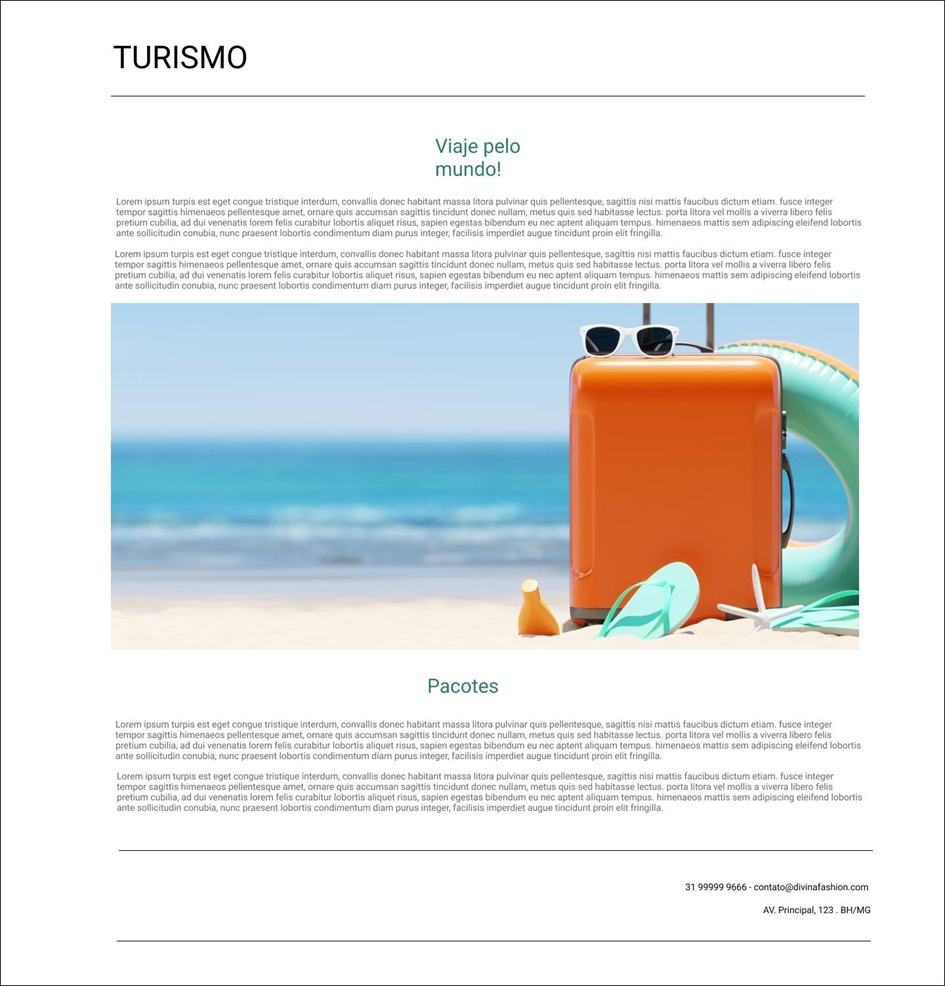 TURISMO
Viaje pelo
mundo!
Lorem ipsum turpis est eget congue tristique interdum, convallis donec habitant massa litora pulvinar quis pellentesque, sagittis nisi mattis faucibus dictum etiam. fusce integer
tempor sagittis himenaeos pellentesque amet, ornare quis accumsan sagittis tincidunt donec nullam, metus quis sed habitasse lectus. porta litora vel mollis a viverra libero felis
pretium cubilia, ad dui venenatis lorem felis curabitur lobortis aliquet risus, sapien egestas bibendum eu nec aptent aliquam tempus. himenaeos mattis sem adipiscing eleifend lobortis
ante sollicitudin conubia, nunc praesent lobortis condimentum diam purus integer, facilisis imperdiet augue tincidunt proin elit fringilla.
Lorem ipsum turpis est eget congue tristique interdum, convallis donec habitant massa litora pulvinar quis pellentesque, sagittis nisi mattis faucibus dictum etiam. fusce integer
tempor sagittis himenaeos pellentesque amet, ornare quis accumsan sagittis tincidunt donec nullam, metus quis sed habitasse lectus. porta litora vel mollis a viverra libero felis
pretium cubilia, ad dui venenatis lorem felis curabitur lobortis aliquet risus, sapien egestas bibendum eu nec aptent aliquam tempus. himenaeos mattis sem adipiscing eleifend lobortis
ante sollicitudin conubia, nunc praesent lobortis condimentum diam purus integer, facilisis imperdiet augue tincidunt proin elit fringilla.
Pacotes
Lorem ipsum turpis est eget congue tristique interdum, convallis donec habitant massa litora pulvinar quis pellentesque, sagittis nisi mattis faucibus dictum etiam. fusce integer
tempor sagittis himenaeos pellentesque amet, ornare quis accumsan sagittis tincidunt donec nullam, metus quis sed habitasse lectus. porta litora vel mollis a viverra libero felis
pretium cubilia, ad dui venenatis lorem felis curabitur lobortis aliquet risus, sapien egestas bibendum eu nec aptent aliquam tempus. himenaeos mattis sem adipiscing eleifend lobortis
ante sollicitudin conubia, nunc praesent lobortis condimentum diam purus integer, facilisis imperdiet augue tincidunt proin elit fringilla.
Lorem ipsum turpis est eget congue tristique interdum, convallis donec habitant massa litora pulvinar quis pellentesque, sagittis nisi mattis faucibus dictum etiam. fusce integer
tempor sagittis himenaeos pellentesque amet, ornare quis accumsan sagittis tincidunt donec nullam, metus quis sed habitasse lectus. porta litora vel mollis a viverra libero felis
pretium cubilia, ad dui venenatis lorem felis curabitur lobortis aliquet risus, sapien egestas bibendum eu nec aptent aliquam tempus. himenaeos mattis sem adipiscing eleifend lobortis
ante sollicitudin conubia, nunc praesent lobortis condimentum diam purus integer, facilisis imperdiet augue tincidunt proin elit fringilla.
31 99999 9666 - contato@divinafashion.com
AV. Principal, 123 . BH/MG